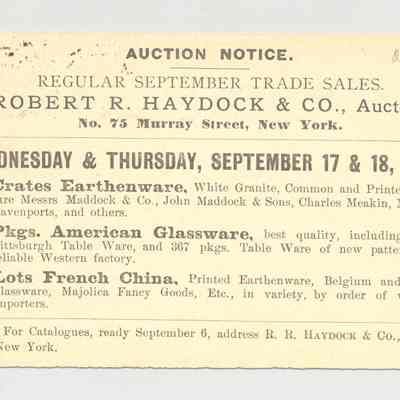 AUCTION NOTICE.
REGULAR SEPTEMBER TRADE SALES.
ROBERT R. HAYDOCK & CO., Auct
No. 75 Murray Street, New York.
DNESDAY & THURSDAY, SEPTEMBER 17 & 18,
Crates Earthenware, White Granite, Common and Printe
are Messrs Maddock & Co., John Maddock & Sons, Charles Meakin,
avenports, and others.
Pkgs. American Glassware, best quality, including
ittsburgh Table Ware, and 367 pkgs. Table Ware of new patter
eliable Western factory.
Lots French China, Printed Earthenware, Belgium and
lassware, Majolica Fancy Goods, Etc., in variety, by order of v
mporters.
For Catalogues, ready September 6, address R. R. HAYDOCK & CO.,
New York.